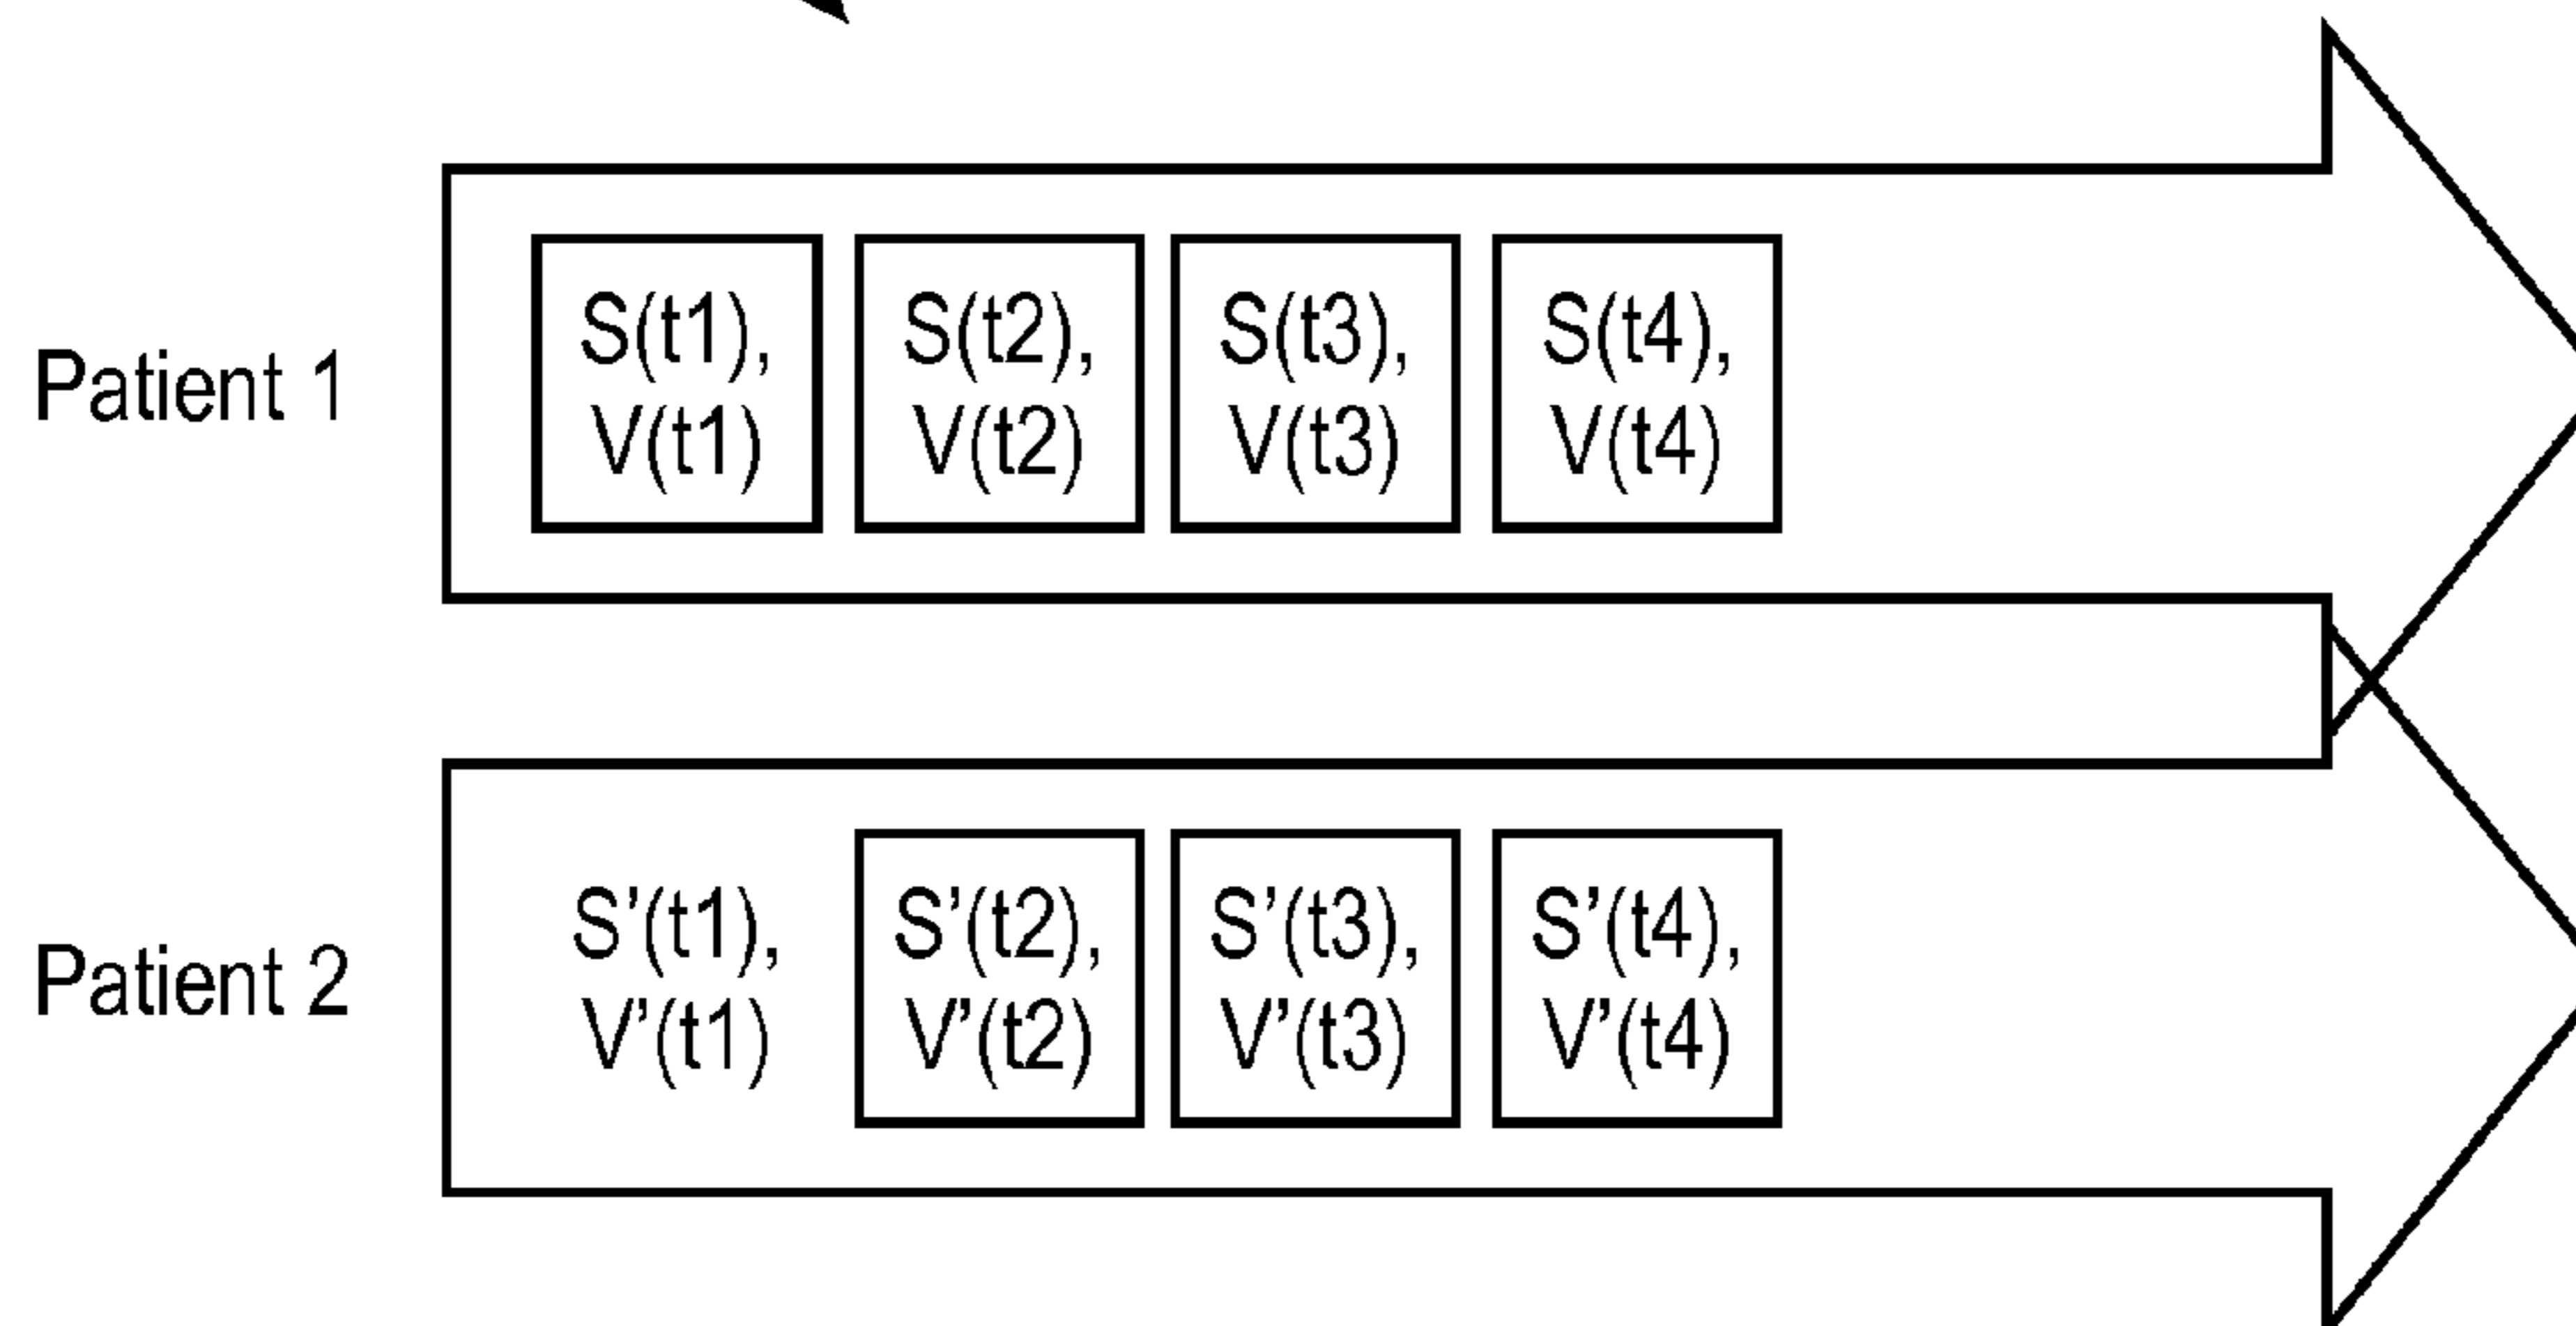 Patient 1
S(t1),
V(t1)
S(t2),
V(t2)
S(t3),
V(t3)
S(t4),
V(t4)
Patient 2
S’(t1),
V’(t1)
S’(t2),
V’(t2)
S’(t3),
V’(t3)
S’(t4),
V’(t4)